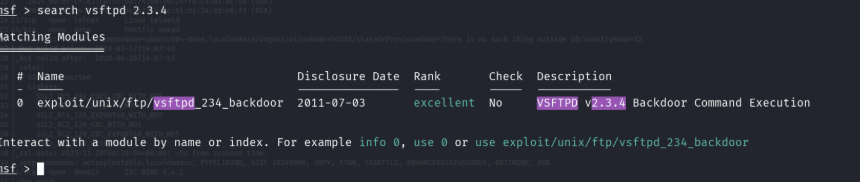 msf > search vsftpd 2.3.4
Matching Modules
# Name Disclosure Date Rank Check Description
- ---- --------------- ---- ----- -----------
0 exploit/unix/ftp/vsftpd_234_backdoor 2011-07-03 excellent No VSFTPD v2.3.4 Backdoor Command Execution
Interact with a module by name or index. For example info 0, use 0 or use exploit/unix/ftp/vsftpd_234_backdoor
msf >